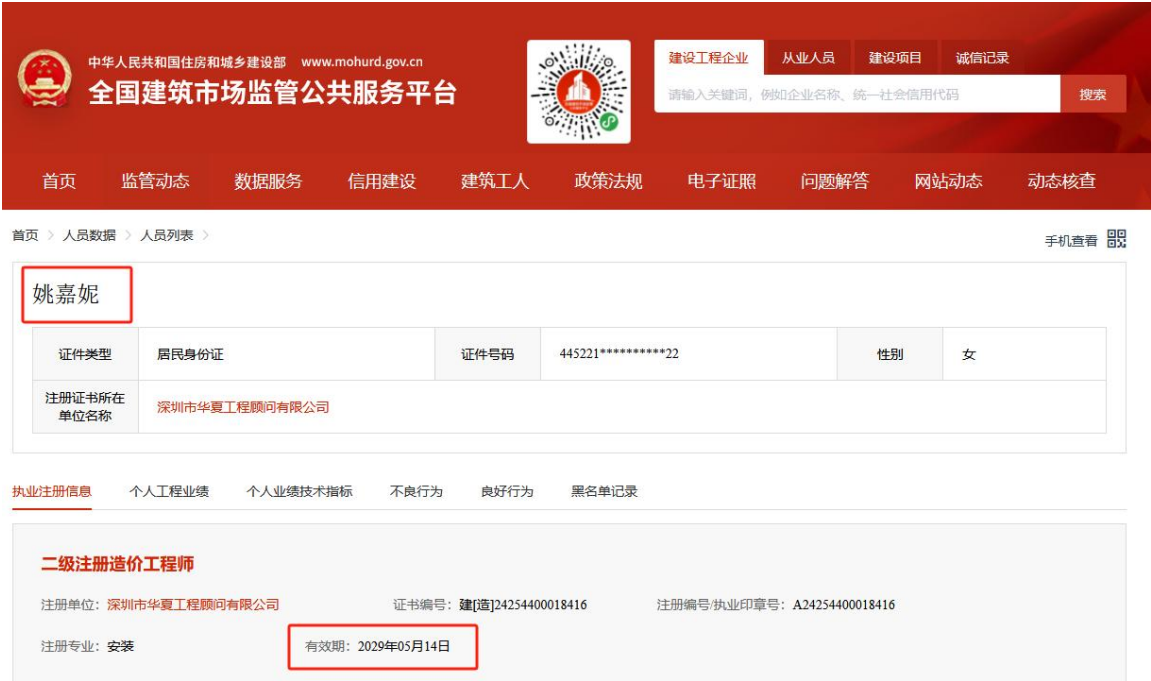 中华人民共和国住房和城乡建设部 www.mohurd.gov.cn
全国建筑市场监管公共服务平台
建设工程企业 从业人员 建设项目 诚信记录
请输入关键词，例如企业名称、统一社会信用代码 搜索
首页 监管动态 数据服务 信用建设 建筑工人 政策法规 电子证照 问题解答 网站动态 动态核查
首页 > 人员数据 > 人员列表 >
手机查看
姚嘉妮
证件类型 居民身份证 证件号码 445221**********22 性别 女
注册证书所在
单位名称
深圳市华夏工程顾问有限公司
执业注册信息 个人工程业绩 个人业绩技术指标 不良行为 良好行为 黑名单记录
二级注册造价工程师
注册单位：深圳市华夏工程顾问有限公司 证书编号：建[造]24254400018416 注册编号/执业印章号：A24254400018416
注册专业：安装 有效期：2029年05月14日